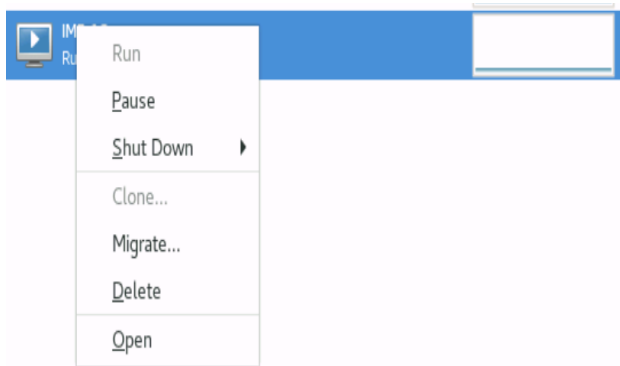 Run
Pause
Shut Down
Clone...
Migrate...
Delete
Open